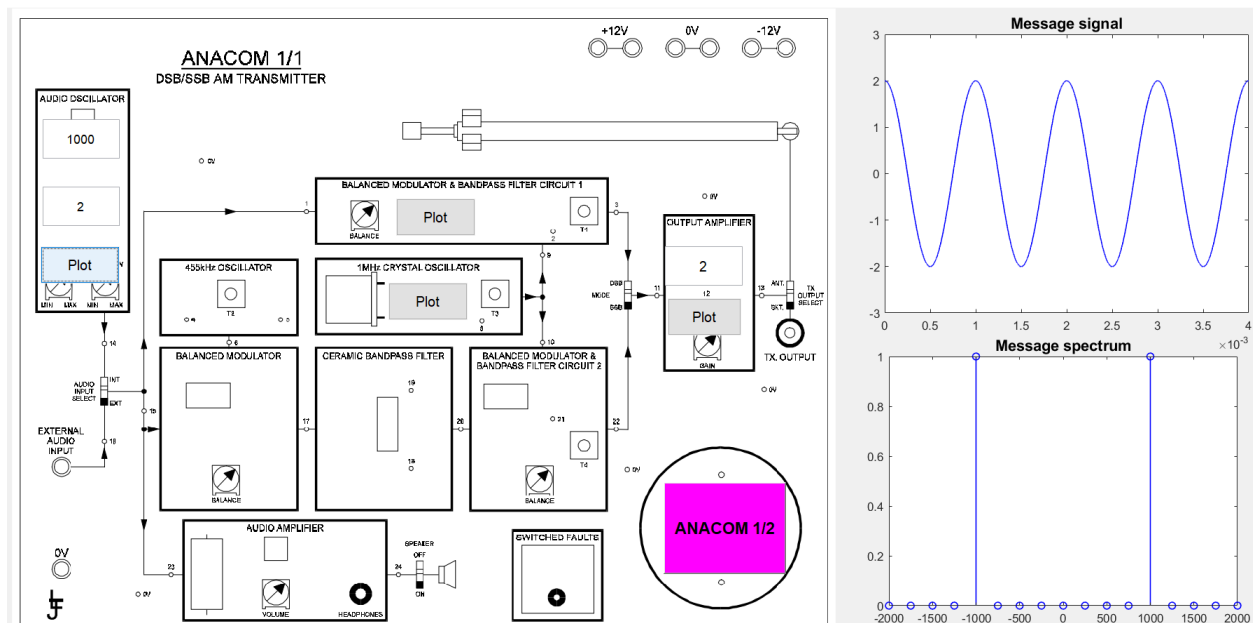 +12V
0V
-12V
ANACOM 1/1
DSB/SSB AM TRANSMITTER
AUDIO OSCILLATOR
1000
2
Plot
MIN
MAX
MIN
MAX
14
AUDIO
INPUT
SELECT
INT
EXT
15
16
EXTERNAL
AUDIO
INPUT
0V
0V
BALANCED MODULATOR & BANDPASS FILTER CIRCUIT 1
1
BALANCE
Plot
2
T1
3
9
455kHz OSCILLATOR
T2
4
5
6
1MHz CRYSTAL OSCILLATOR
Plot
T3
8
10
BALANCED MODULATOR
BALANCE
17
CERAMIC BANDPASS FILTER
19
18
20
BALANCED MODULATOR &
BANDPASS FILTER CIRCUIT 2
21
T4
BALANCE
22
0V
DSB
MODE
SSB
11
0V
OUTPUT AMPLIFIER
2
12
Plot
GAIN
13
ANT.
TX
OUTPUT
SELECT
EXT.
TX. OUTPUT
0V
AUDIO AMPLIFIER
23
0V
VOLUME
HEADPHONES
24
SPEAKER
OFF
ON
SWITCHED FAULTS
ANACOM 1/2
Message signal
3
2
1
0
-1
-2
-3
0
0.5
1
1.5
2
2.5
3
3.5
4
×10⁻³
Message spectrum
1
0.8
0.6
0.4
0.2
0
-2000
-1500
-1000
-500
0
500
1000
1500
2000